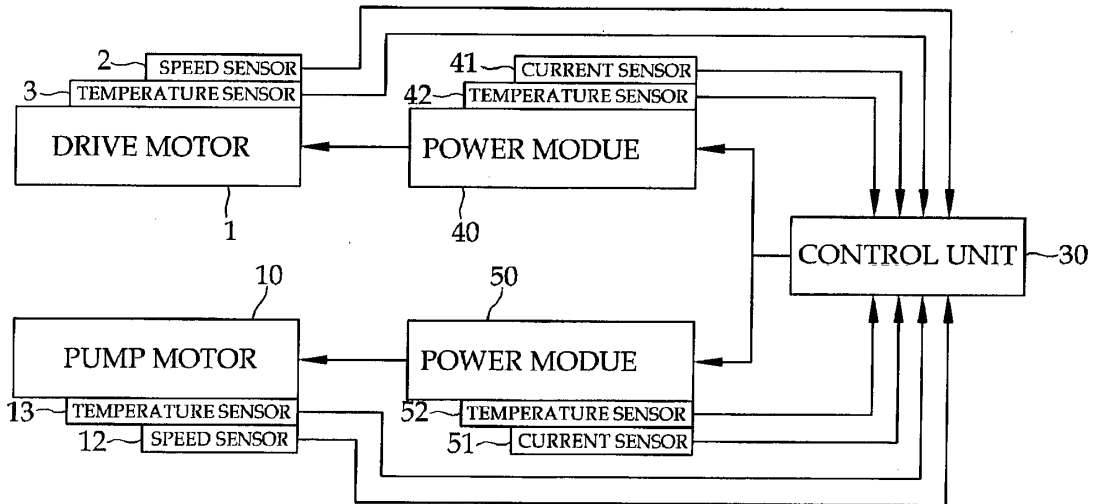 2
SPEED SENSOR
3
TEMPERATURE SENSOR
DRIVE MOTOR
1
41
CURRENT SENSOR
42
TEMPERATURE SENSOR
POWER MODUE
40
CONTROL UNIT
30
10
PUMP MOTOR
13
TEMPERATURE SENSOR
12
SPEED SENSOR
50
POWER MODUE
52
TEMPERATURE SENSOR
51
CURRENT SENSOR